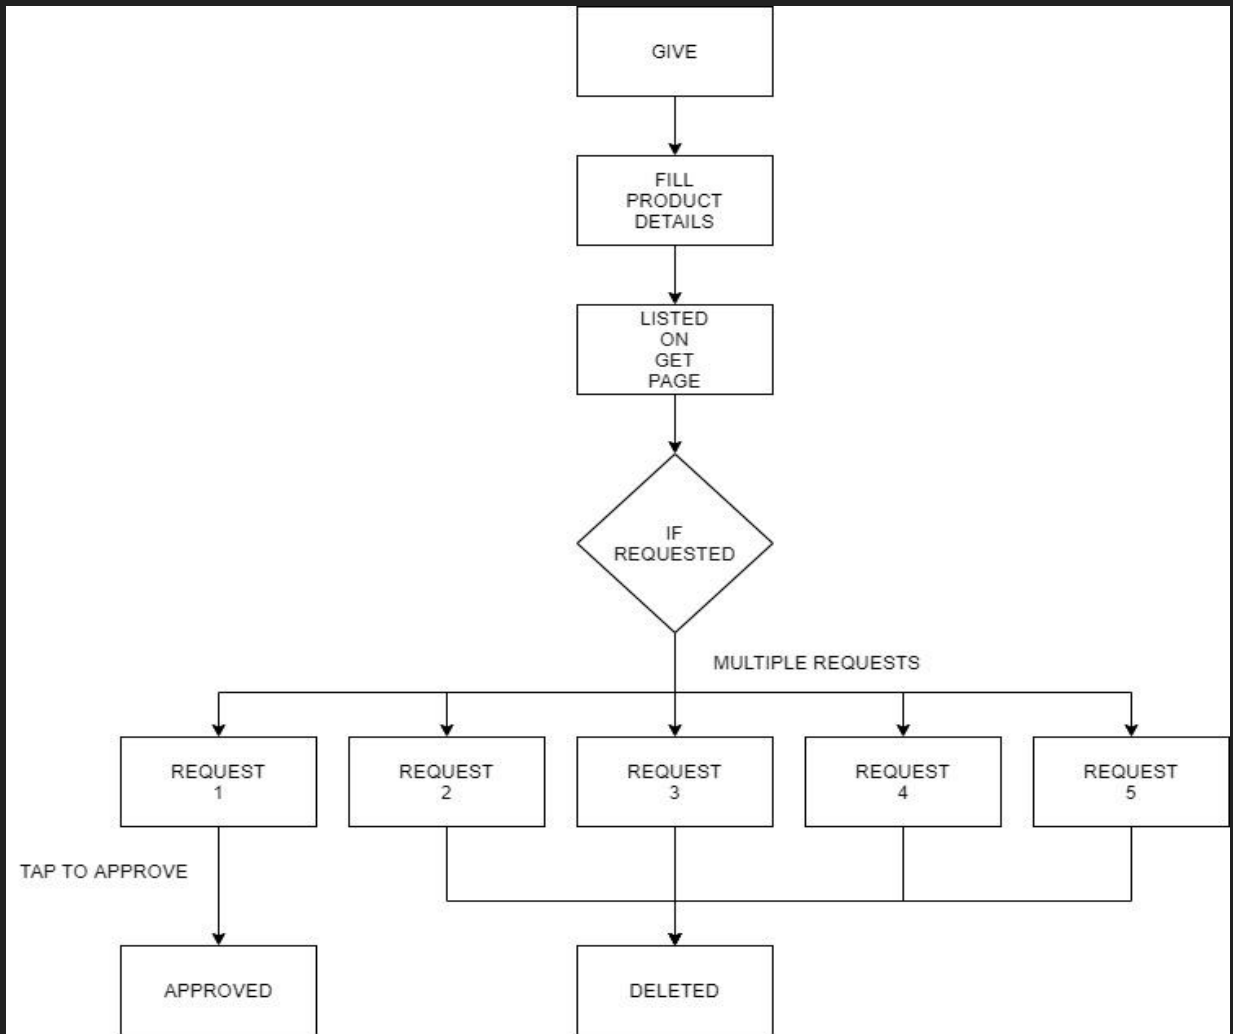 GIVE
FILL
PRODUCT
DETAILS
LISTED
ON
GET
PAGE
IF
REQUESTED
MULTIPLE REQUESTS
REQUEST
1
REQUEST
2
REQUEST
3
REQUEST
4
REQUEST
5
TAP TO APPROVE
APPROVED
DELETED